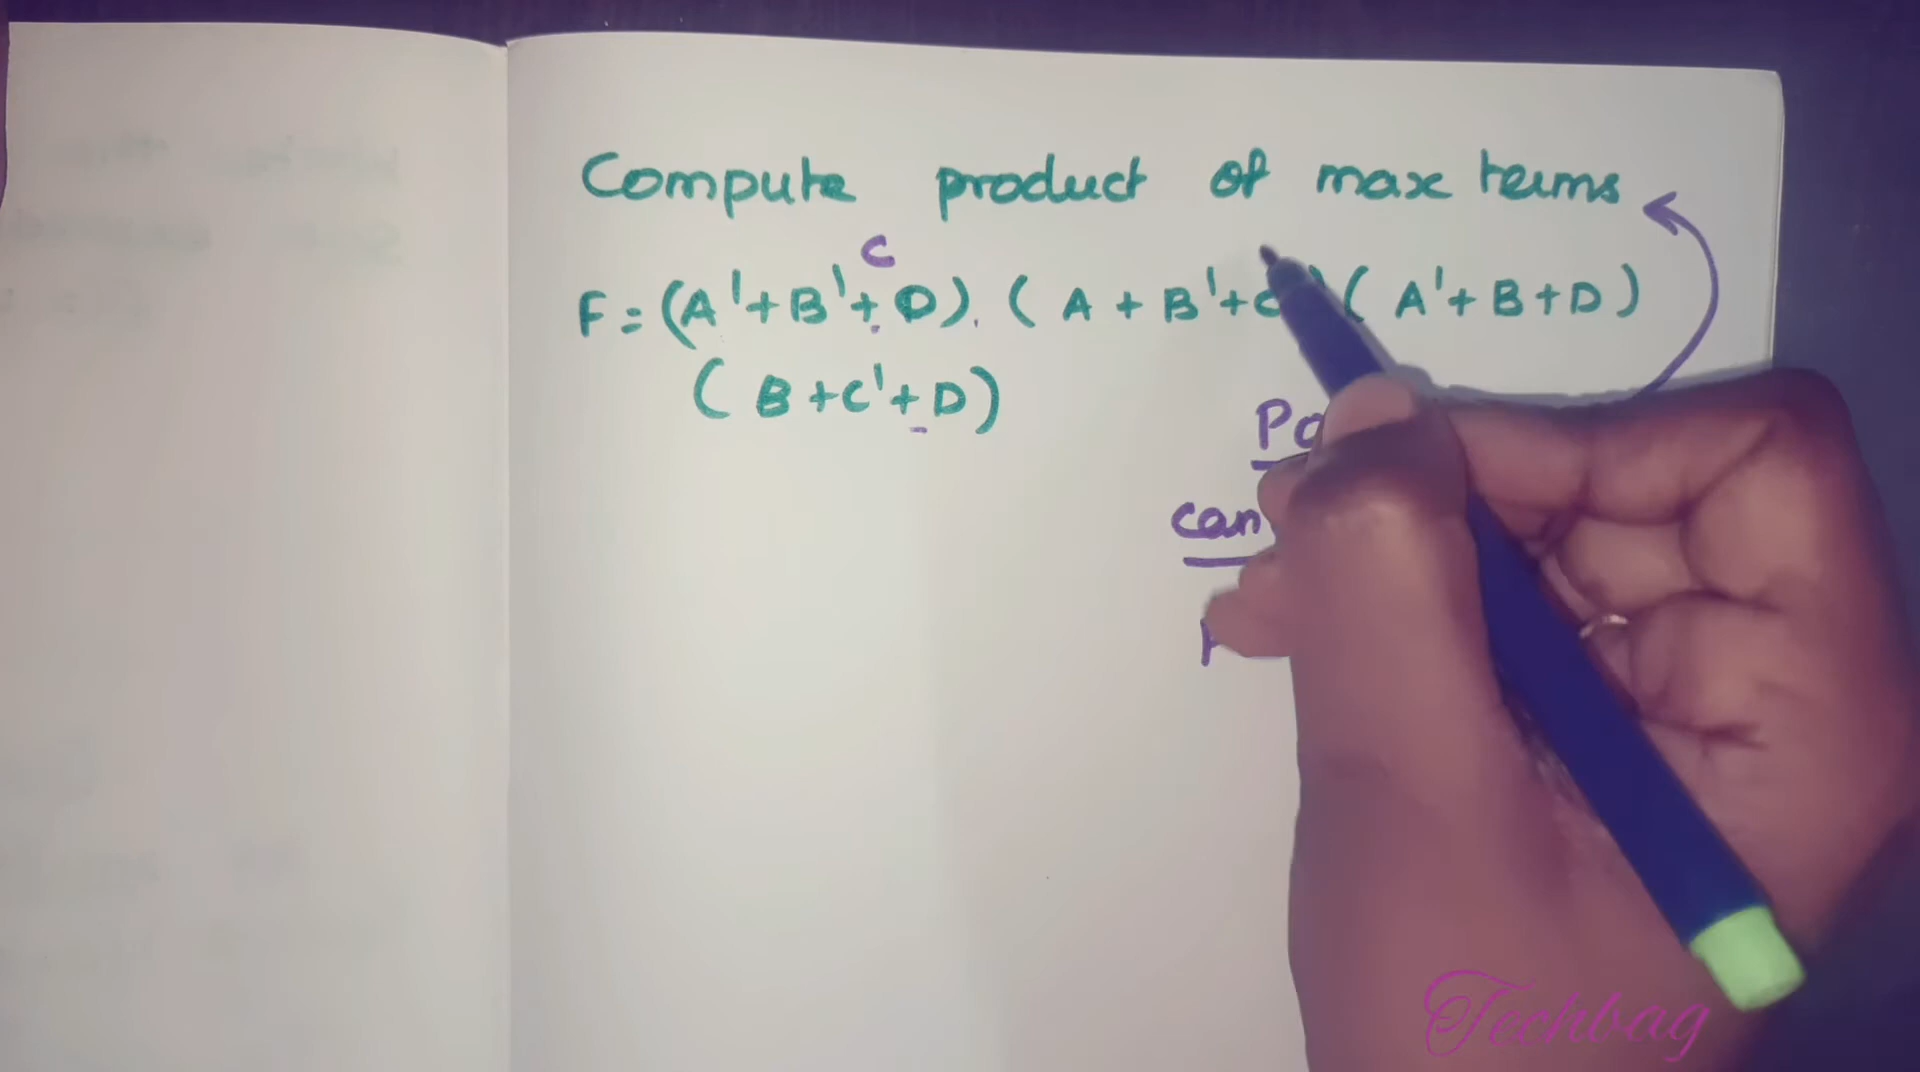 Compute product of max terms
C
F = (A'+B'+D). (A + B'+C ) (A'+B+D)
(B+C'+D)
Techbag